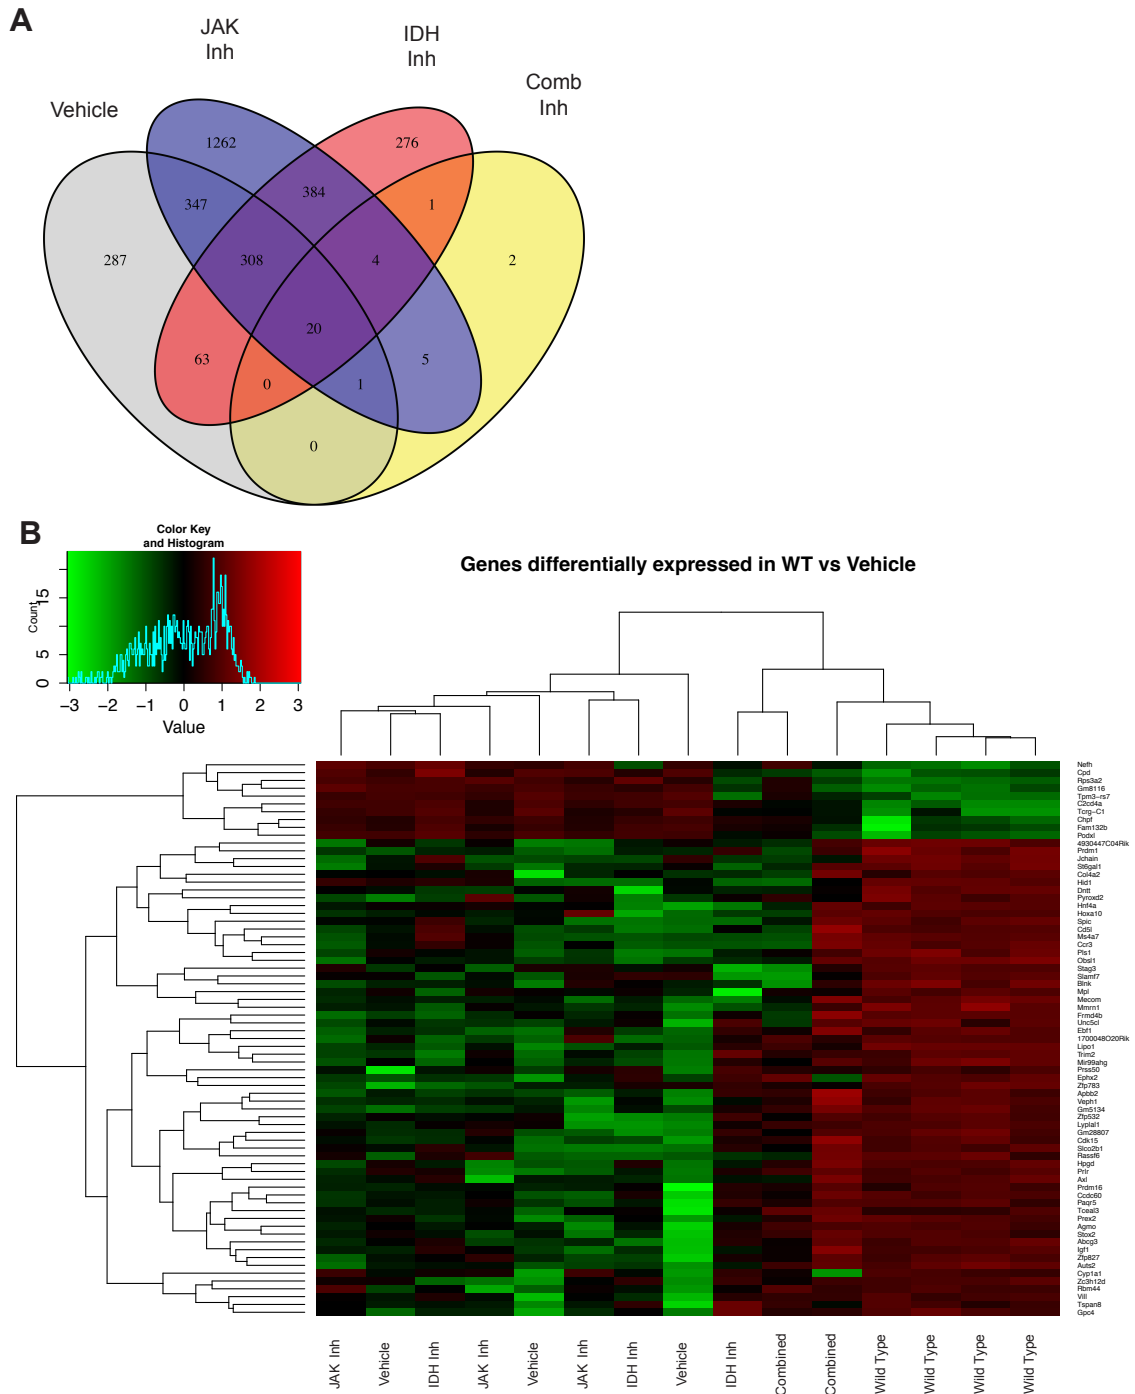 A
JAK
Inh
IDH
Inh
Comb
Inh
Vehicle
1262
276
384
347
1
287
308
4
2
20
63
5
0
1
0
B
Color Key
and Histogram
Count
0 5 15
−3 −2 −1 0 1 2 3
Value
Genes differentially expressed in WT vs Vehicle
Nefh
Cpd
Rps3a2
Gm8116
Tpm3−rs7
C2cd4a
Tcrg−C1
Chpf
Fam132b
Podxl
4930447C04Rik
Prdm1
Jchain
St6gal1
Col4a2
Hid1
Dntt
Pyroxd2
Hnf4a
Hoxa10
Spic
Cd5l
Ms4a7
Ccr3
Pls1
Obsl1
Stag3
Slamf7
Blnk
Mpl
Mecom
Mmrn1
Frmd4b
Unc5cl
Ebf1
1700048O20Rik
Lipo1
Trim2
Mir99ahg
Prss50
Ephx2
Zfp783
Apbb2
Veph1
Gm5134
Zfp532
Lyplal1
Gm28807
Cdk15
Slco2b1
Rassf6
Hpgd
Prlr
Axl
Prdm16
Ccdc60
Paqr5
Tceal3
Prex2
Agmo
Stox2
Abcg3
Igf1
Zfp827
Auts2
Cyp1a1
Zc3h12d
Rbm44
Vill
Tspan8
Gpc4
JAK Inh
Vehicle
IDH Inh
JAK Inh
Vehicle
JAK Inh
IDH Inh
Vehicle
IDH Inh
Combined
Combined
Wild Type
Wild Type
Wild Type
Wild Type